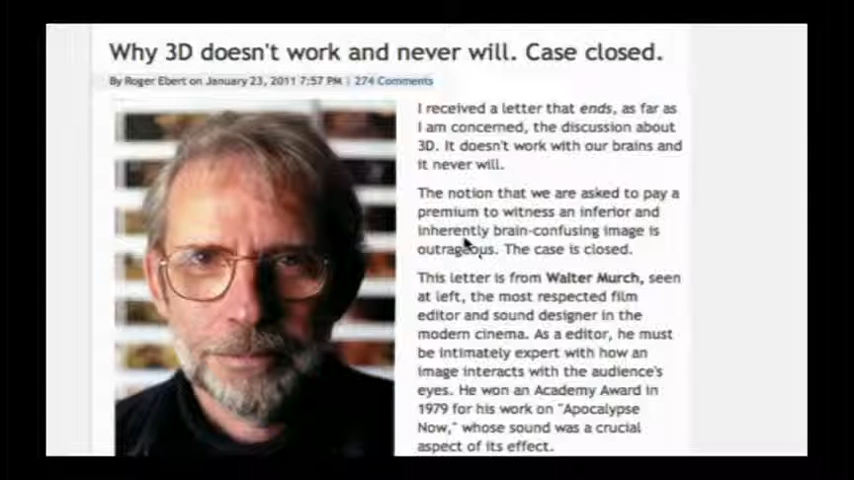 Why 3D doesn't work and never will. Case closed.
By Roger Ebert on January 23, 2011 7:57 PM | 274 Comments
I received a letter that ends, as far as
I am concerned, the discussion about
3D. It doesn't work with our brains and
it never will.
The notion that we are asked to pay a
premium to witness an inferior and
inherently brain-confusing image is
outrageous. The case is closed.
This letter is from Walter Murch, seen
at left, the most respected film
editor and sound designer in the
modern cinema. As a editor, he must
be intimately expert with how an
image interacts with the audience's
eyes. He won an Academy Award in
1979 for his work on "Apocalypse
Now," whose sound was a crucial
aspect of its effect.